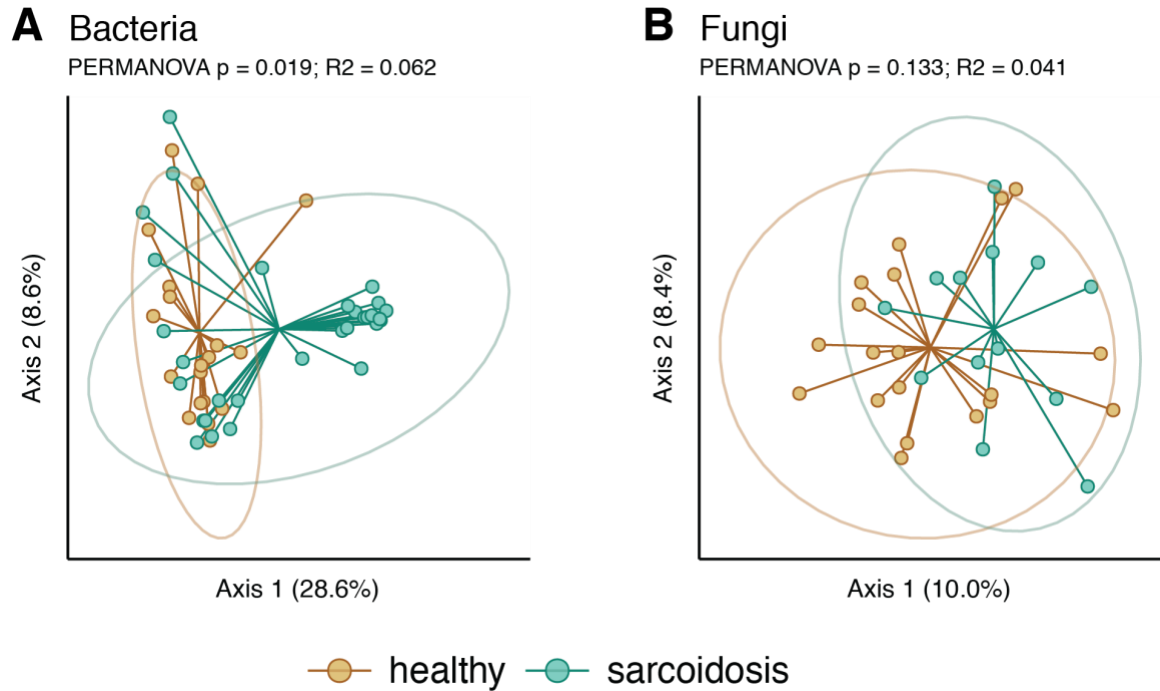 A Bacteria
PERMANOVA p = 0.019; R2 = 0.062
Axis 2 (8.6%)
Axis 1 (28.6%)
B Fungi
PERMANOVA p = 0.133; R2 = 0.041
Axis 2 (8.4%)
Axis 1 (10.0%)
healthy sarcoidosis